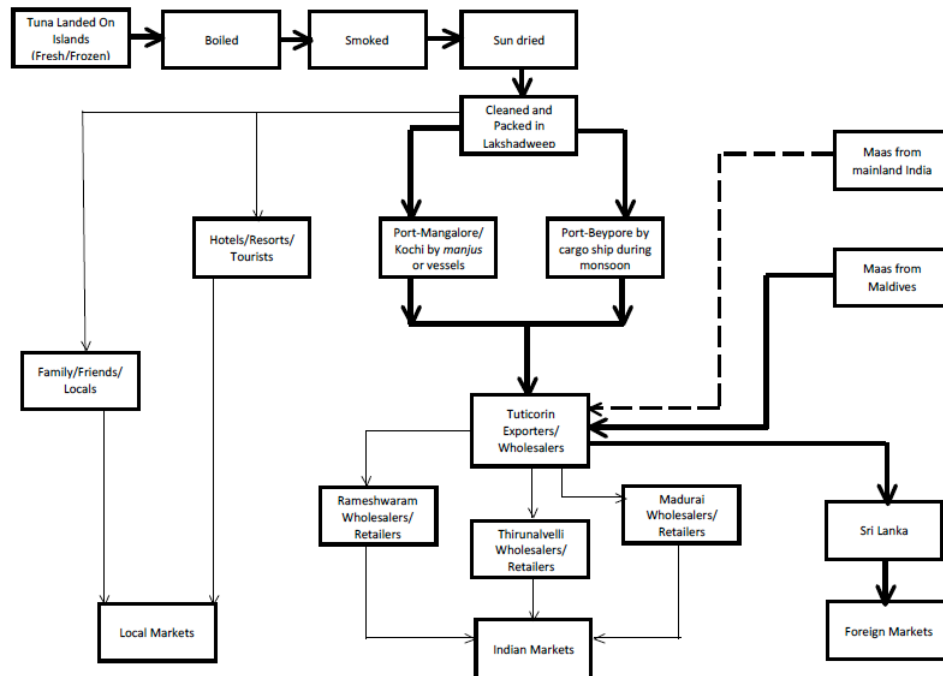 Tuna Landed On
Islands
(Fresh/Frozen)
Boiled
Smoked
Sun dried
Cleaned and
Packed in
Lakshadweep
Maas from
mainland India
Hotels/Resorts/
Tourists
Port-Mangalore/
Kochi by manjus
or vessels
Port-Beypore by
cargo ship during
monsoon
Maas from
Maldives
Family/Friends/
Locals
Tuticorin
Exporters/
Wholesalers
Rameshwaram
Wholesalers/
Retailers
Thirunalvelli
Wholesalers/
Retailers
Madurai
Wholesalers/
Retailers
Sri Lanka
Local Markets
Indian Markets
Foreign Markets